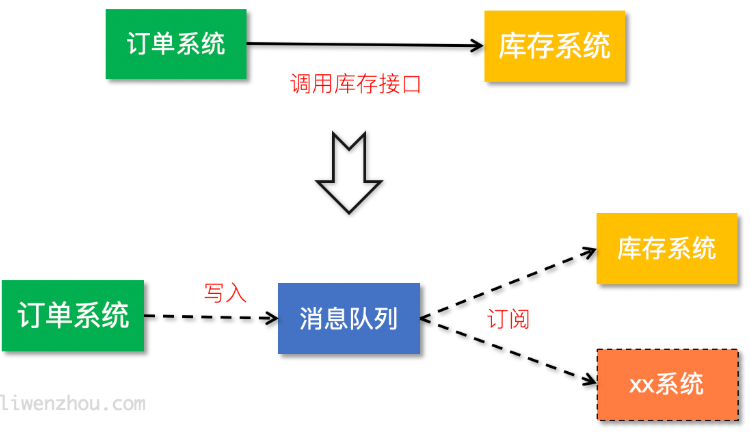 订单系统
库存系统
调用库存接口
库存系统
写入
订单系统
消息队列
订阅
xx系统
liwenzhou.com